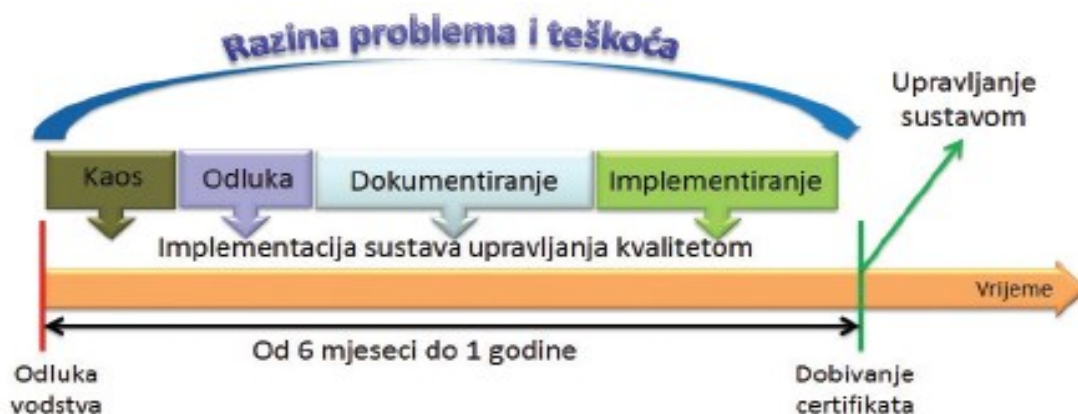 Razina problema i teškoća
Upravljanje
sustavom
Kaos
Odluka
Dokumentiranje
Implementiranje
Implementacija sustava upravljanja kvalitetom
Vrijeme
Od 6 mjeseci do 1 godine
Odluka
vodstva
Dobivanje
certifikata